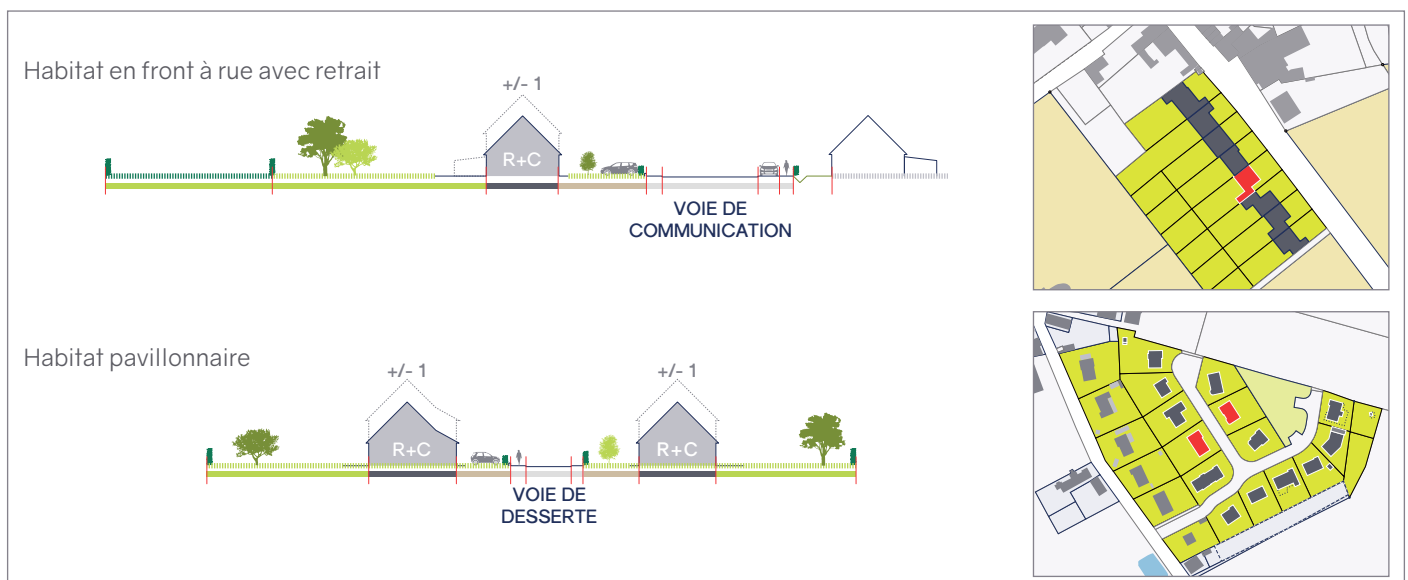 Habitat en front à rue avec retrait
+/- 1
R+C
VOIE DE
COMMUNICATION
Habitat pavillonnaire
+/- 1
+/- 1
R+C
R+C
VOIE DE
DESSERTE